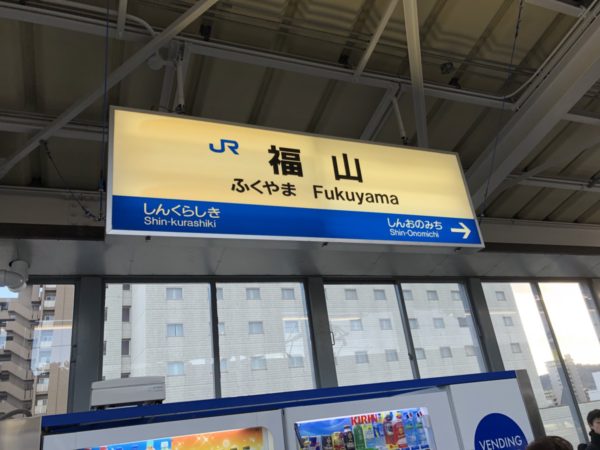 JR 福山
ふくやま Fukuyama
しんくらしき
Shin-kurashiki
しんおのみち
Shin-Onomichi
KIRIN
VENDING